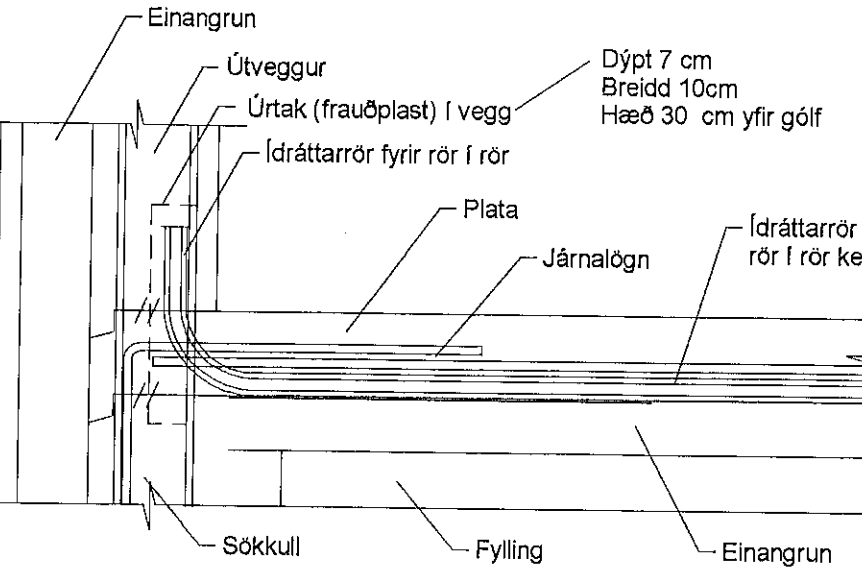 Einangrun
Útveggur
Úrtak (frauðplast) í vegg
Ídráttarrör fyrir rör í rör
Dýpt 7 cm
Breidd 10cm
Hæð 30 cm yfir gólf
Plata
Járnalögn
Ídráttarrör
rör í rör ke
Sökkull
Fylling
Einangrun